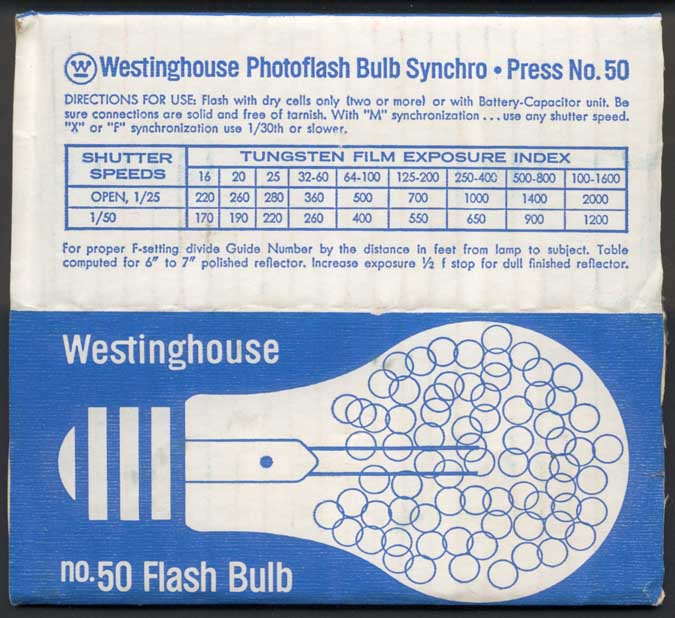 W Westinghouse Photoflash Bulb Synchro • Press No. 50
DIRECTIONS FOR USE: Flash with dry cells only (two or more) or with Battery-Capacitor unit. Be
sure connections are solid and free of tarnish. With "M" synchronization ... use any shutter speed.
"X" or "F" synchronization use 1/30th or slower.
SHUTTER SPEEDS TUNGSTEN FILM EXPOSURE INDEX
16 20 25 32-60 64-100 125-200 250-400 500-800 100-1600
OPEN, 1/25 220 260 280 360 500 700 1000 1400 2000
1/50 170 190 220 260 400 550 650 900 1200
For proper F-setting divide Guide Number by the distance in feet from lamp to subject. Table
computed for 6" to 7" polished reflector. Increase exposure ½ f stop for dull finished reflector.
Westinghouse
no.50 Flash Bulb